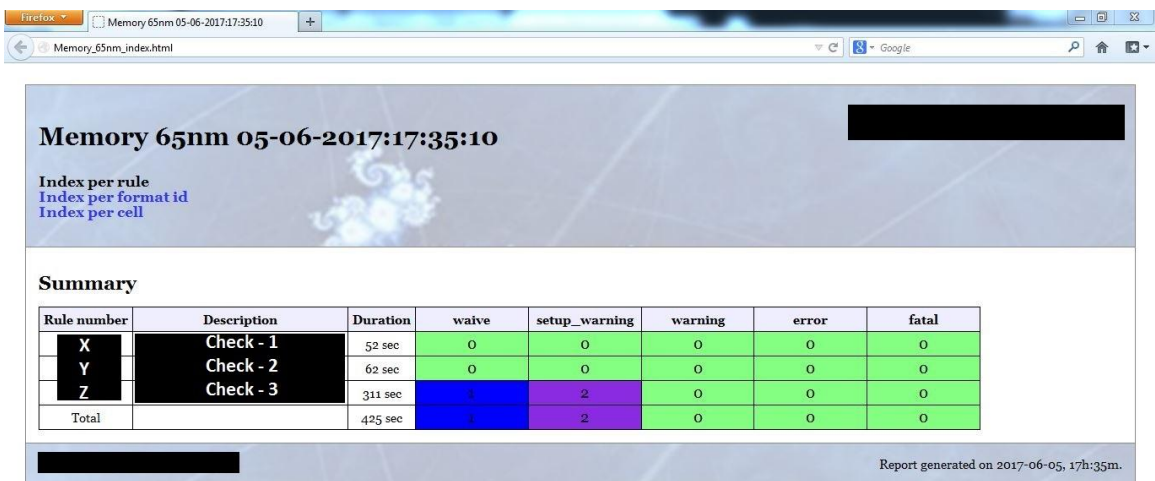 Firefox
Memory 65nm 05-06-2017:17:35:10
Memory_65nm_index.html
Google
Memory 65nm 05-06-2017:17:35:10
Index per rule
Index per format id
Index per cell
Summary
Rule number Description Duration waive setup_warning warning error fatal
X Check - 1 52 sec 0 0 0 0 0
Y Check - 2 62 sec 0 0 0 0 0
Z Check - 3 311 sec 1 2 0 0 0
Total 425 sec 1 2 0 0 0
Report generated on 2017-06-05, 17h:35m.